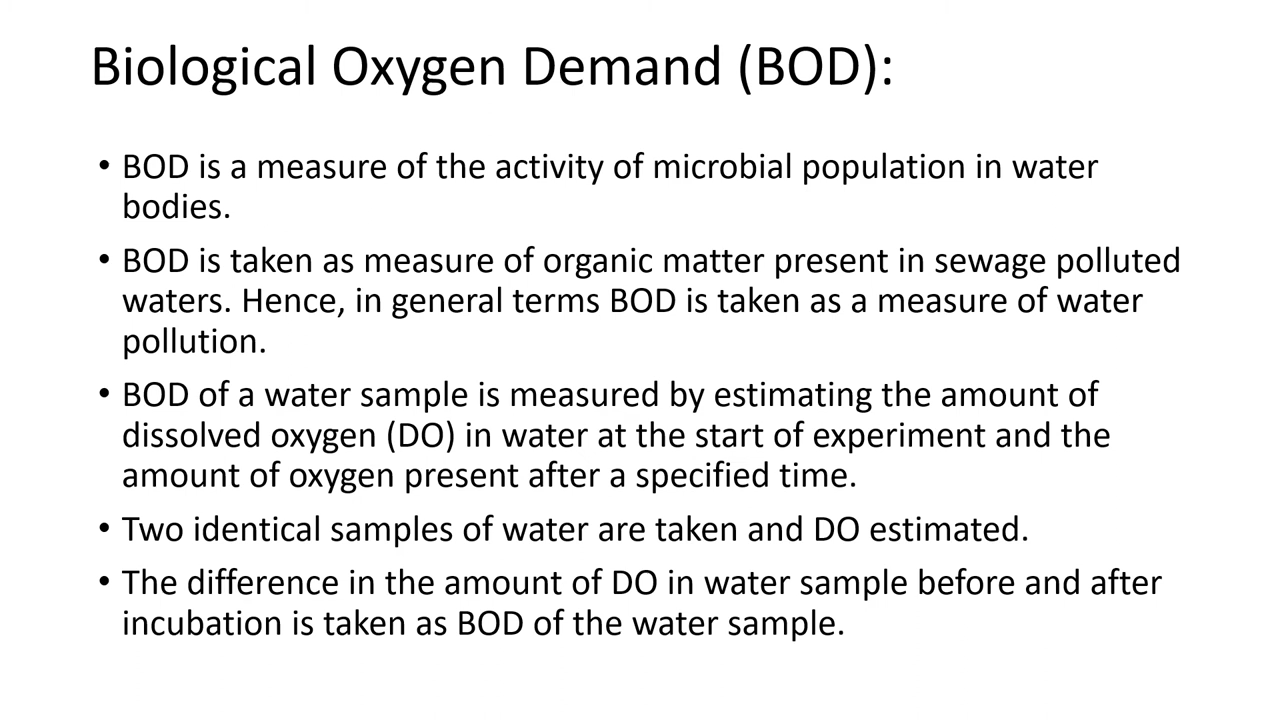 Biological Oxygen Demand (BOD):
• BOD is a measure of the activity of microbial population in water
bodies.
• BOD is taken as measure of organic matter present in sewage polluted
waters. Hence, in general terms BOD is taken as a measure of water
pollution.
• BOD of a water sample is measured by estimating the amount of
dissolved oxygen (DO) in water at the start of experiment and the
amount of oxygen present after a specified time.
• Two identical samples of water are taken and DO estimated.
• The difference in the amount of DO in water sample before and after
incubation is taken as BOD of the water sample.